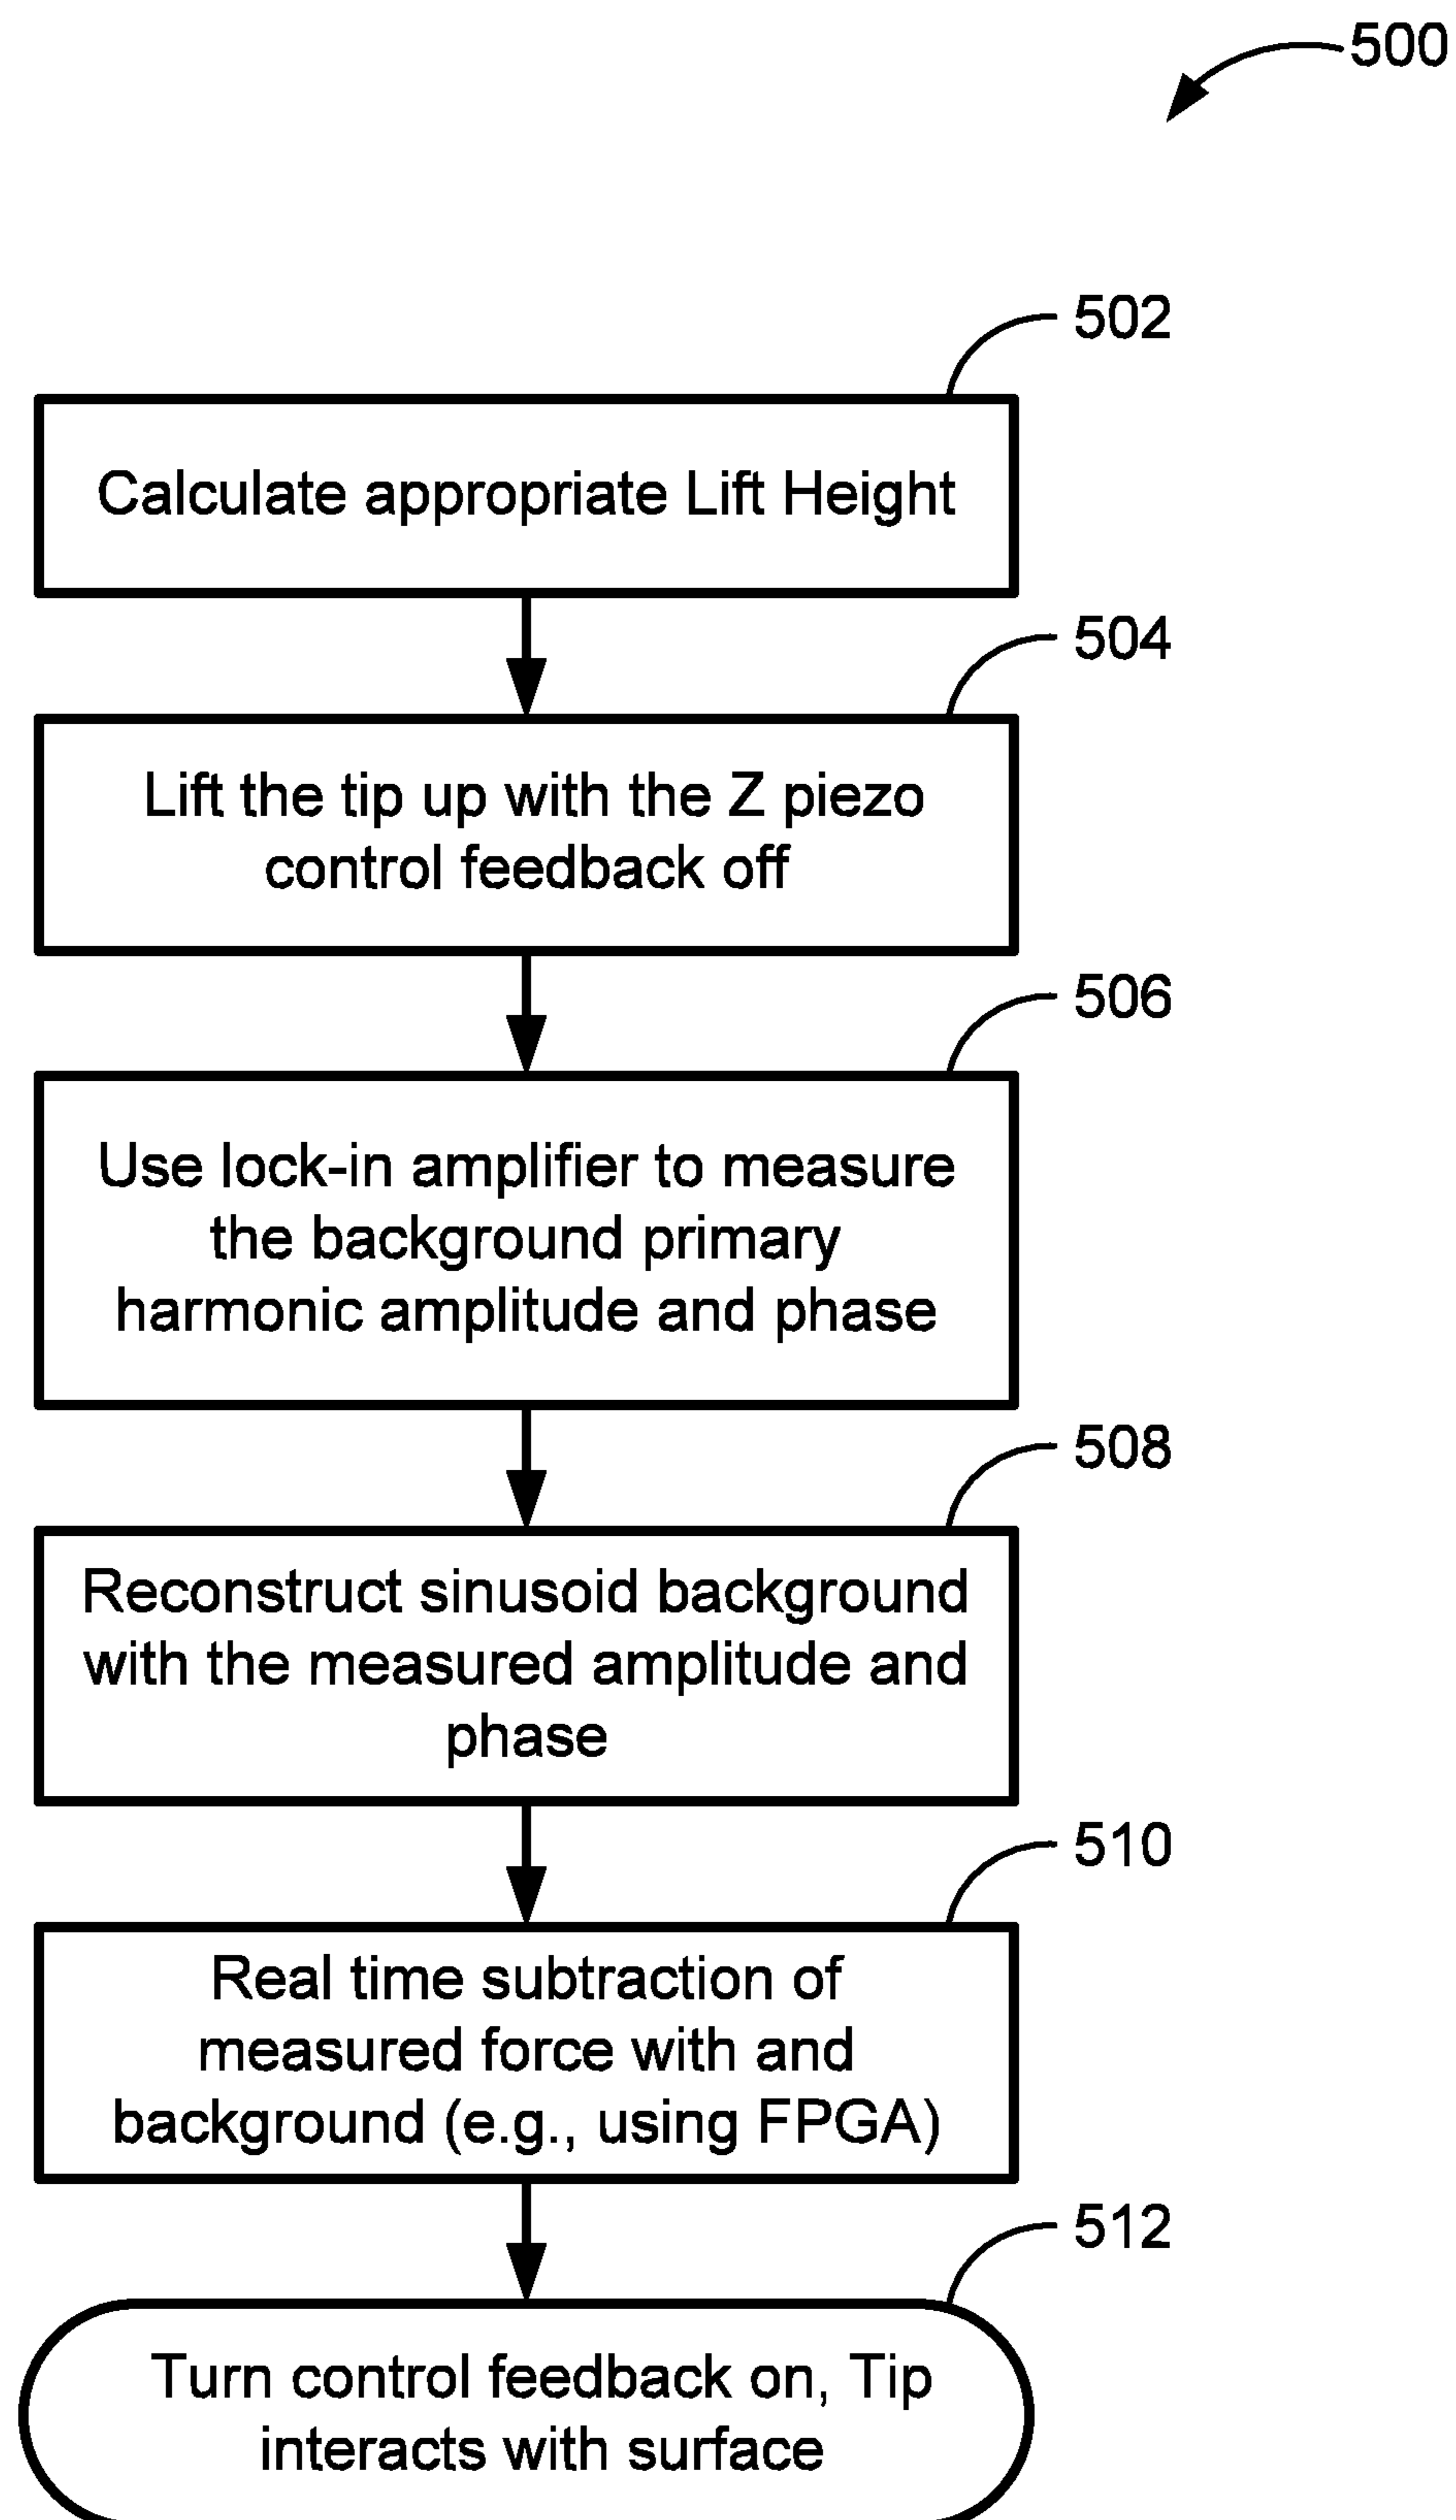 500
502
Calculate appropriate Lift Height
504
Lift the tip up with the Z piezo
control feedback off
506
Use lock-in amplifier to measure
the background primary
harmonic amplitude and phase
508
Reconstruct sinusoid background
with the measured amplitude and
phase
510
Real time subtraction of
measured force with and
background (e.g., using FPGA)
512
Turn control feedback on, Tip
interacts with surface